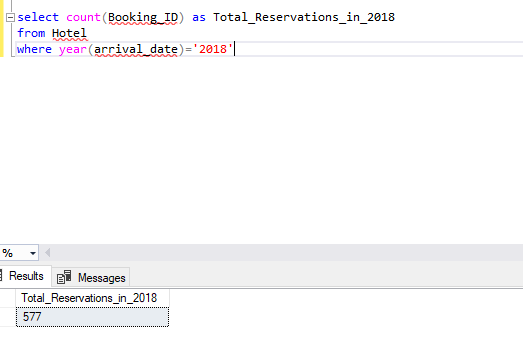 select count(Booking_ID) as Total_Reservations_in_2018
from Hotel
where year(arrival_date)='2018'
%
Results Messages
Total_Reservations_in_2018
577